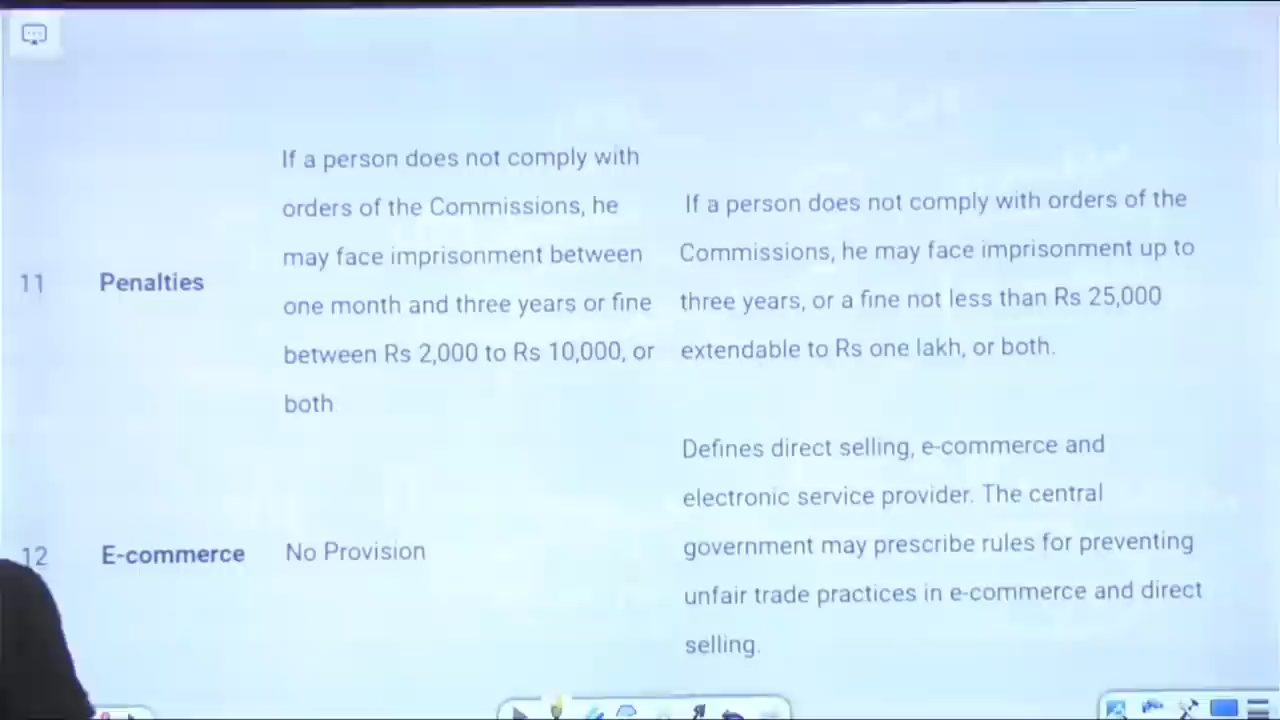 If a person does not comply with
orders of the Commissions, he
may face imprisonment between
11 Penalties
one month and three years or fine
between Rs 2,000 to Rs 10,000, or
both
If a person does not comply with orders of the
Commissions, he may face imprisonment up to
three years, or a fine not less than Rs 25,000
extendable to Rs one lakh, or both.
12 E-commerce No Provision
Defines direct selling, e-commerce and
electronic service provider. The central
government may prescribe rules for preventing
unfair trade practices in e-commerce and direct
selling.